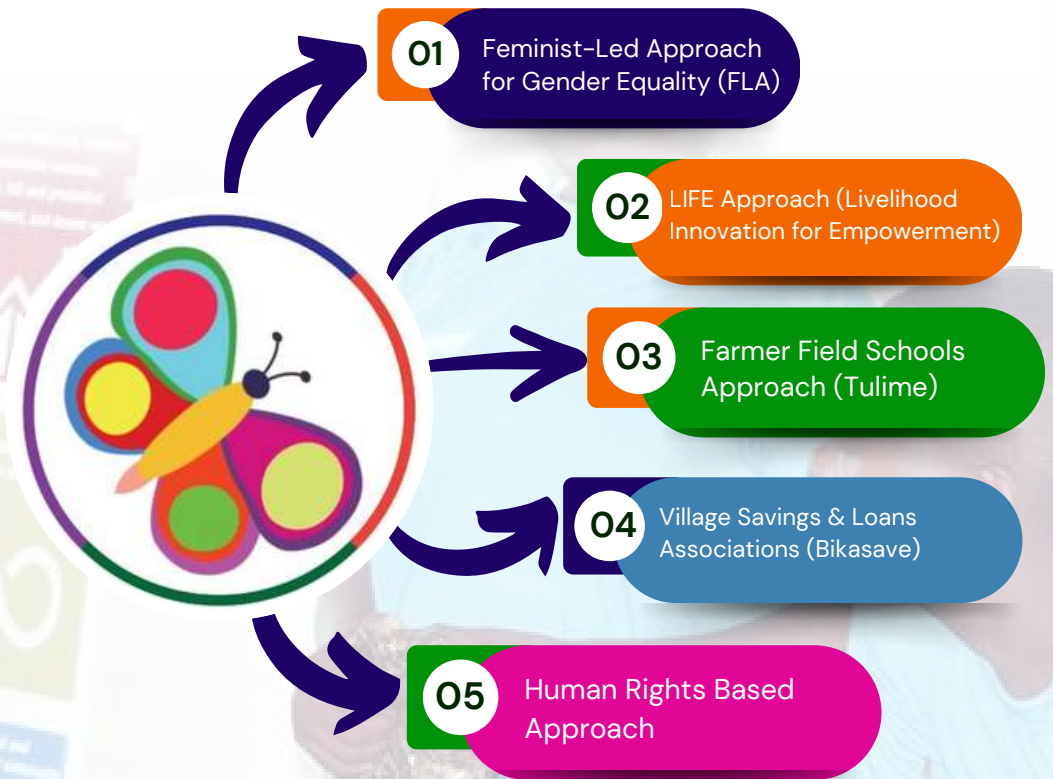 01
Feminist-Led Approach
for Gender Equality (FLA)
02
LIFE Approach (Livelihood
Innovation for Empowerment)
03
Farmer Field Schools
Approach (Tulime)
04
Village Savings & Loans
Associations (Bikasave)
05
Human Rights Based
Approach